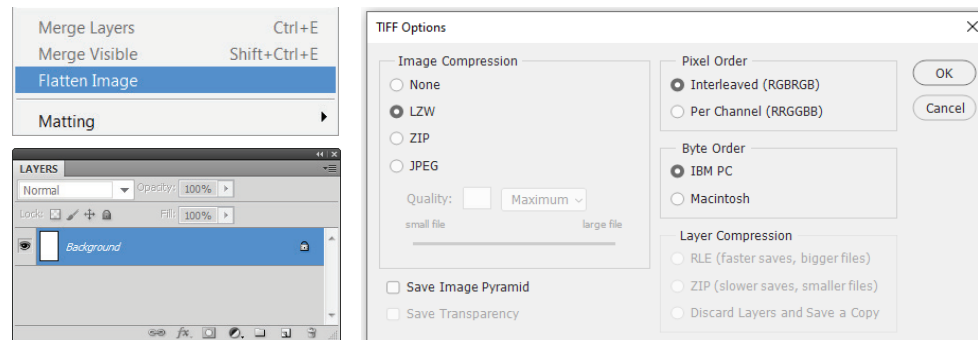 Merge Layers Ctrl+E
Merge Visible Shift+Ctrl+E
Flatten Image
Matting
LAYERS
Normal Opacity: 100%
Lock: Fill: 100%
Background
TIFF Options
Image Compression
None
LZW
ZIP
JPEG
Quality: Maximum
small file large file
Save Image Pyramid
Save Transparency
Pixel Order
Interleaved (RGBRGB)
Per Channel (RRGGBB)
Byte Order
IBM PC
Macintosh
Layer Compression
RLE (faster saves, bigger files)
ZIP (slower saves, smaller files)
Discard Layers and Save a Copy
OK
Cancel